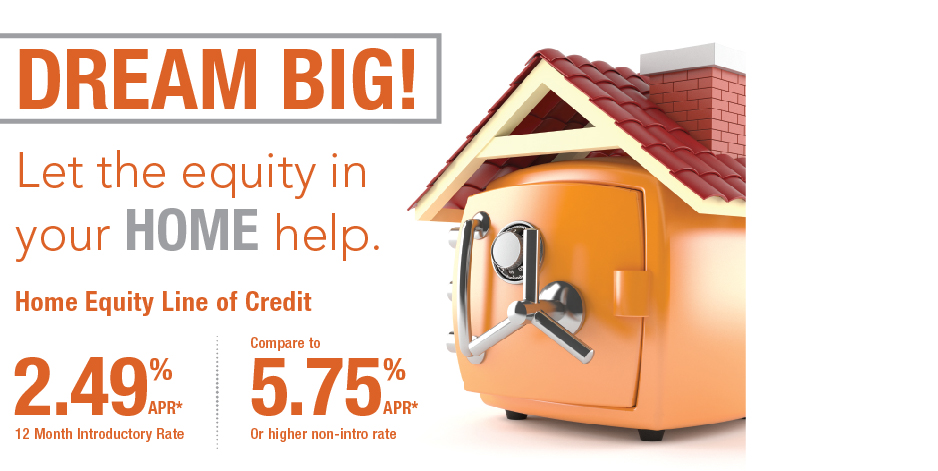 DREAM BIG!
Let the equity in
your HOME help.
Home Equity Line of Credit
2.49% APR*
12 Month Introductory Rate
Compare to
5.75% APR*
Or higher non-intro rate